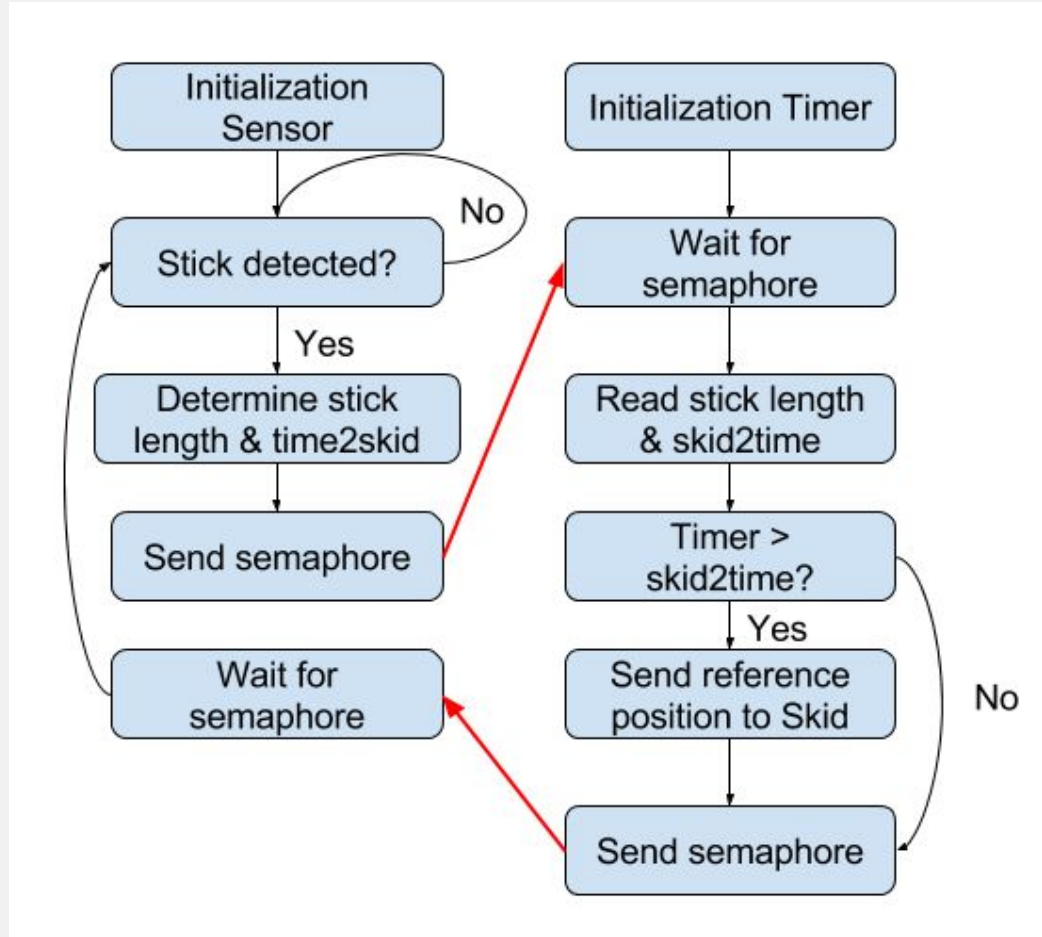 Initialization
Sensor
Stick detected?
No
Yes
Determine stick
length & time2skid
Send semaphore
Wait for
semaphore
Initialization Timer
Wait for
semaphore
Read stick length
& skid2time
Timer >
skid2time?
Yes
No
Send reference
position to Skid
Send semaphore